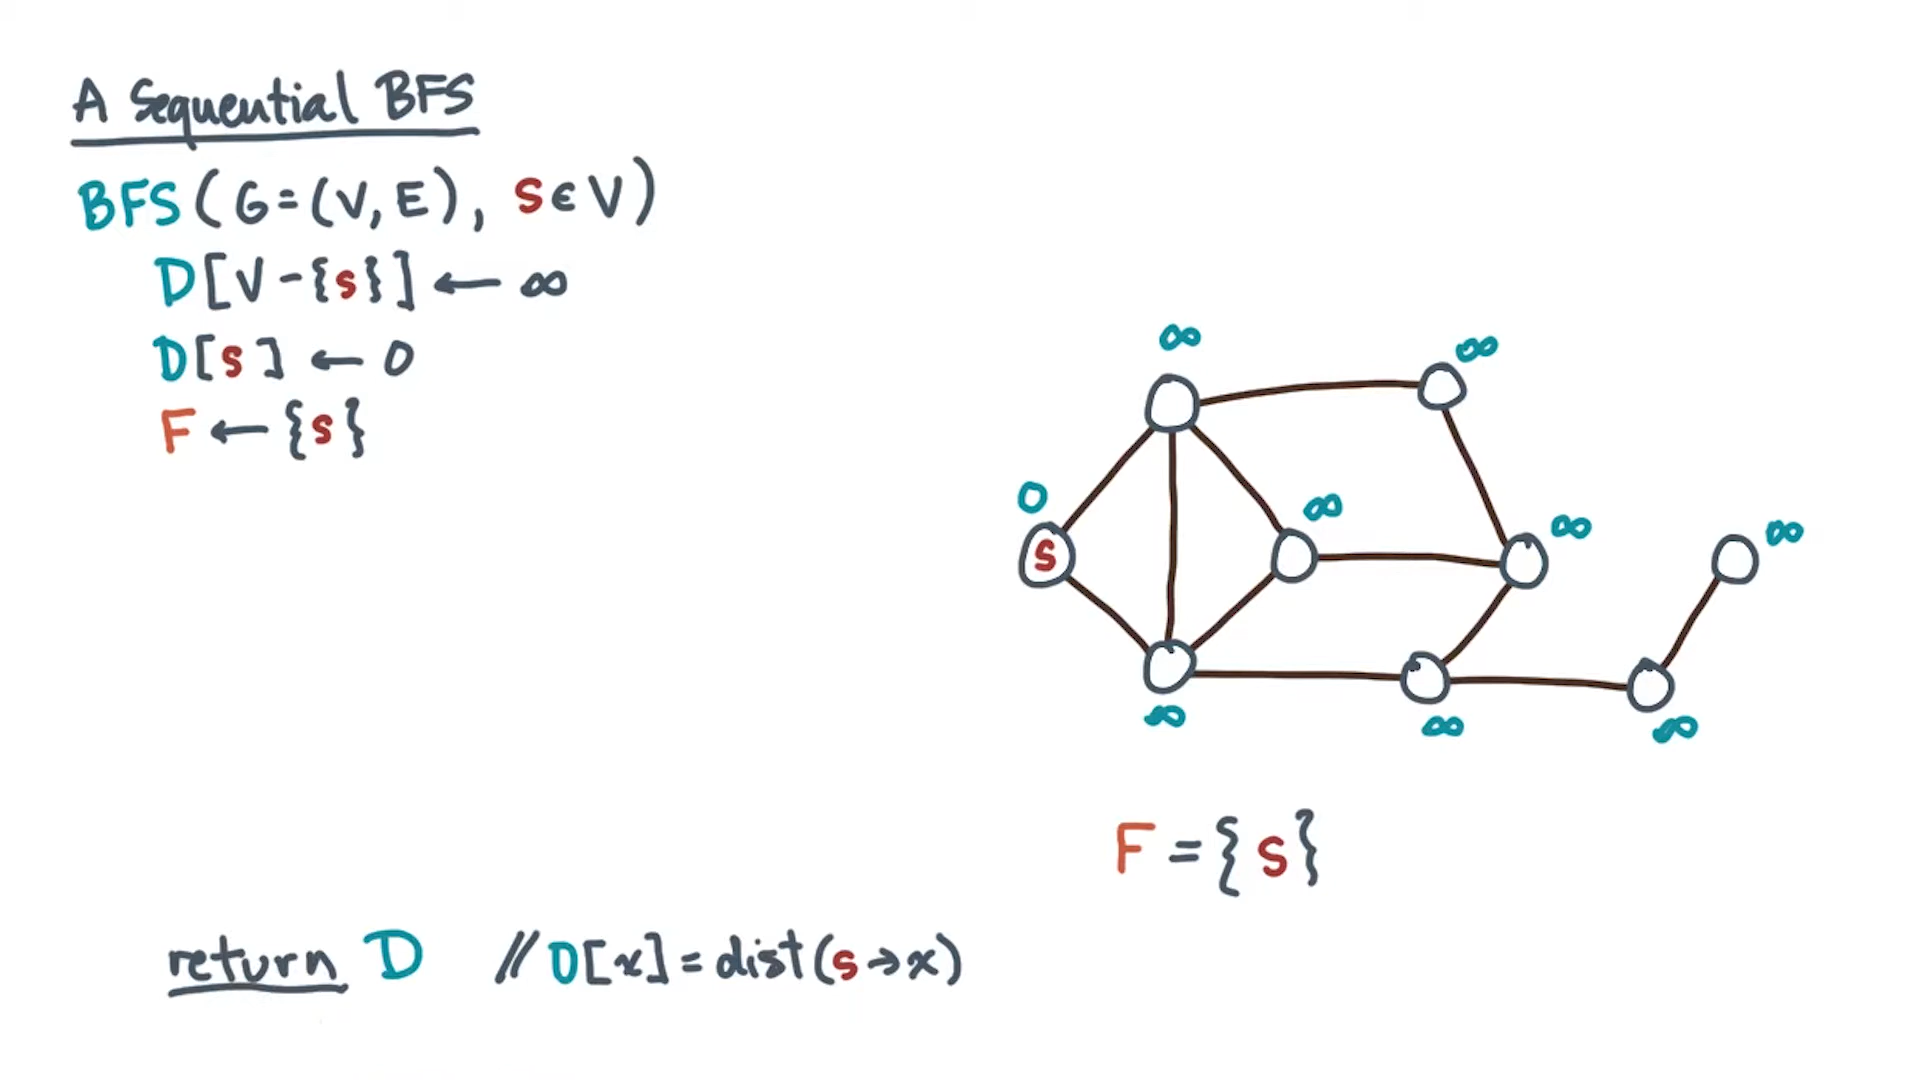 A Sequential BFS
BFS(G=(V,E), s∈V)
D[V-{s}] ← ∞
D[s] ← 0
F ← {s}
∞
∞
0
∞
∞
∞
s
∞
∞
∞
F = {s}
return D // D[x]=dist(s→x)